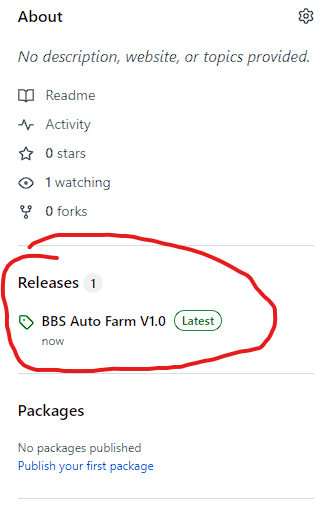 About
No description, website, or topics provided.
Readme
Activity
0 stars
1 watching
0 forks
Releases 1
BBS Auto Farm V1.0 Latest
now
Packages
No packages published
Publish your first package